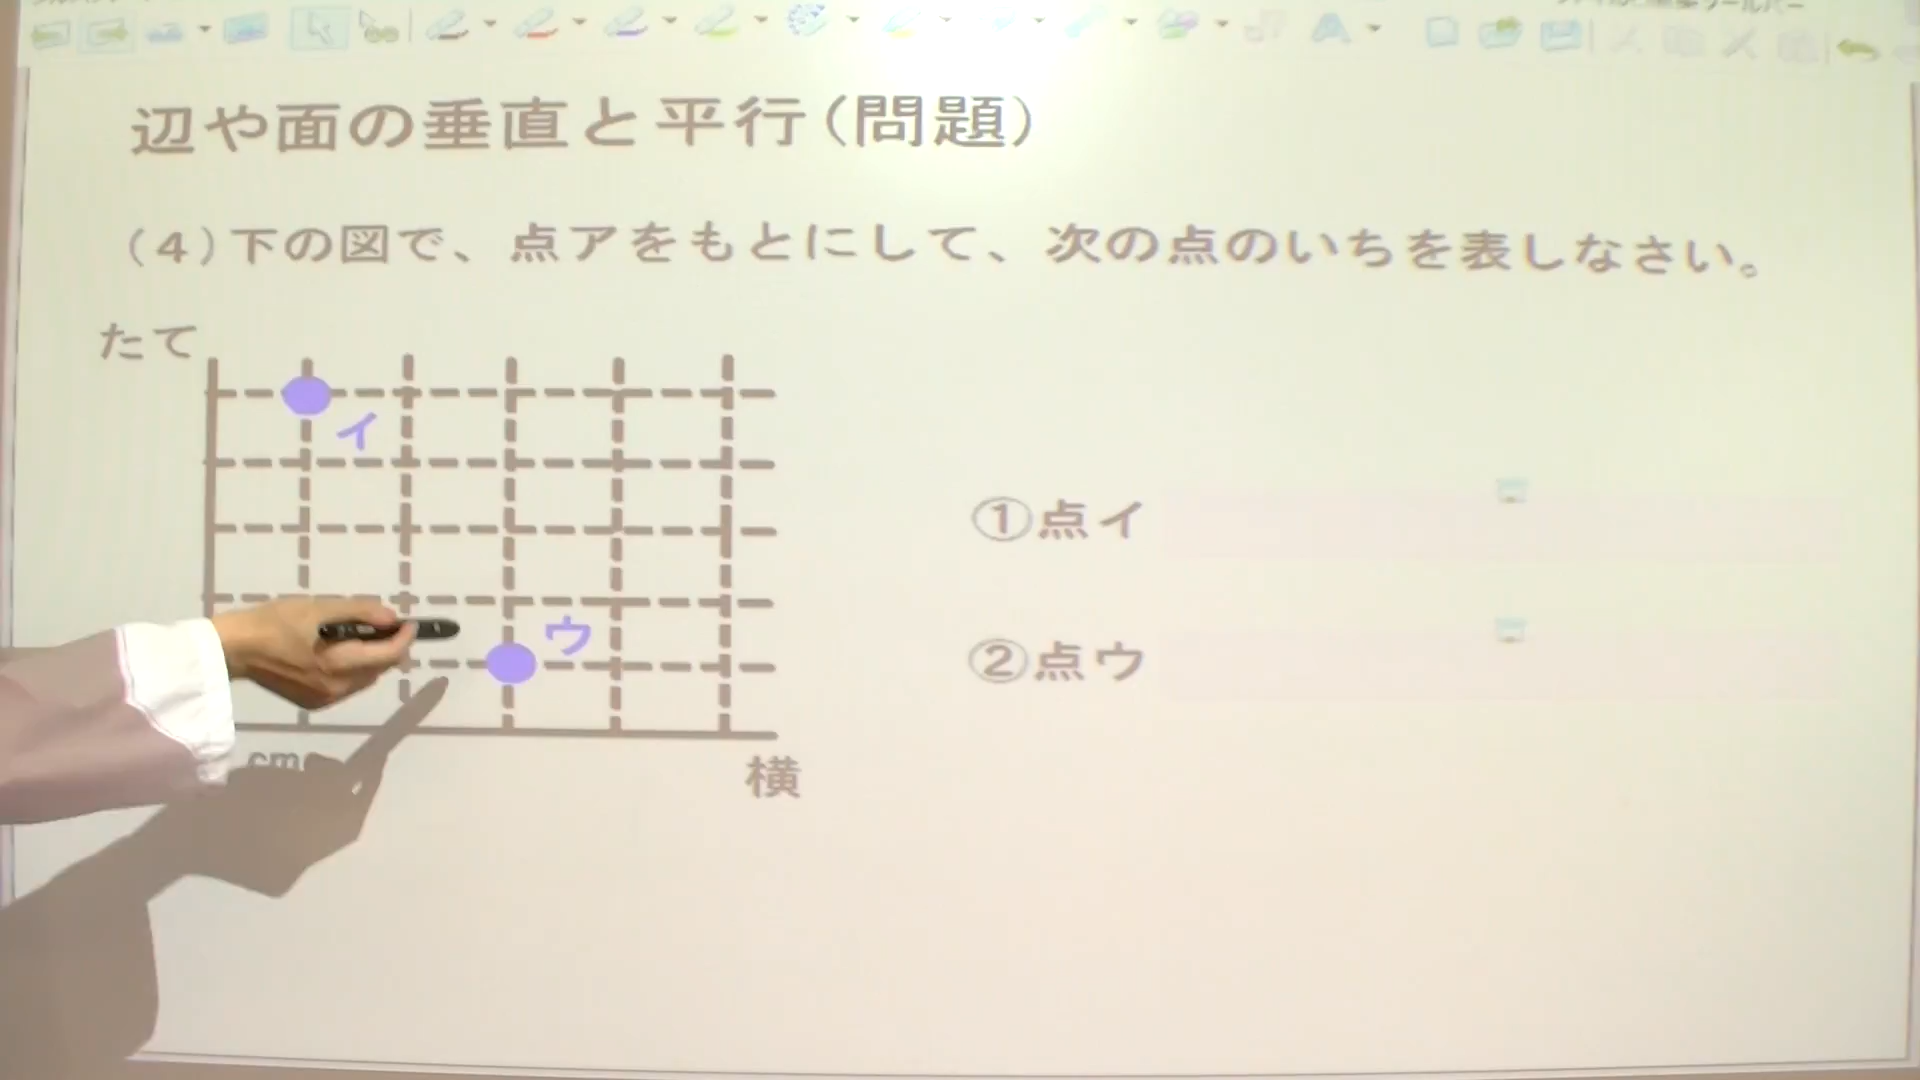 辺や面の垂直と平行(問題)
(4)下の図で、点アをもとにして、次の点のいちを表しなさい。
たて
イ
ウ
cm
横
①点イ
②点ウ